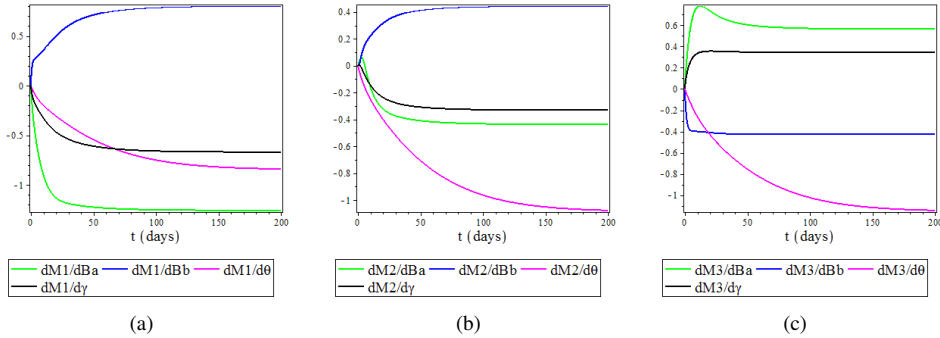 0.5
0
-0.5
-1
0 50 100 150 200
t (days)
dM1/dBa dM1/dBb dM1/dθ
dM1/dγ
(a)
0.4
0.2
0
-0.2
-0.4
-0.6
-0.8
-1
0 50 100 150 200
t (days)
dM2/dBa dM2/dBb dM2/dθ
dM2/dγ
(b)
0.6
0.4
0.2
0
-0.2
-0.4
-0.6
-0.8
-1
0 50 100 150 200
t (days)
dM3/dBa dM3/dBb dM3/dθ
dM3/dγ
(c)